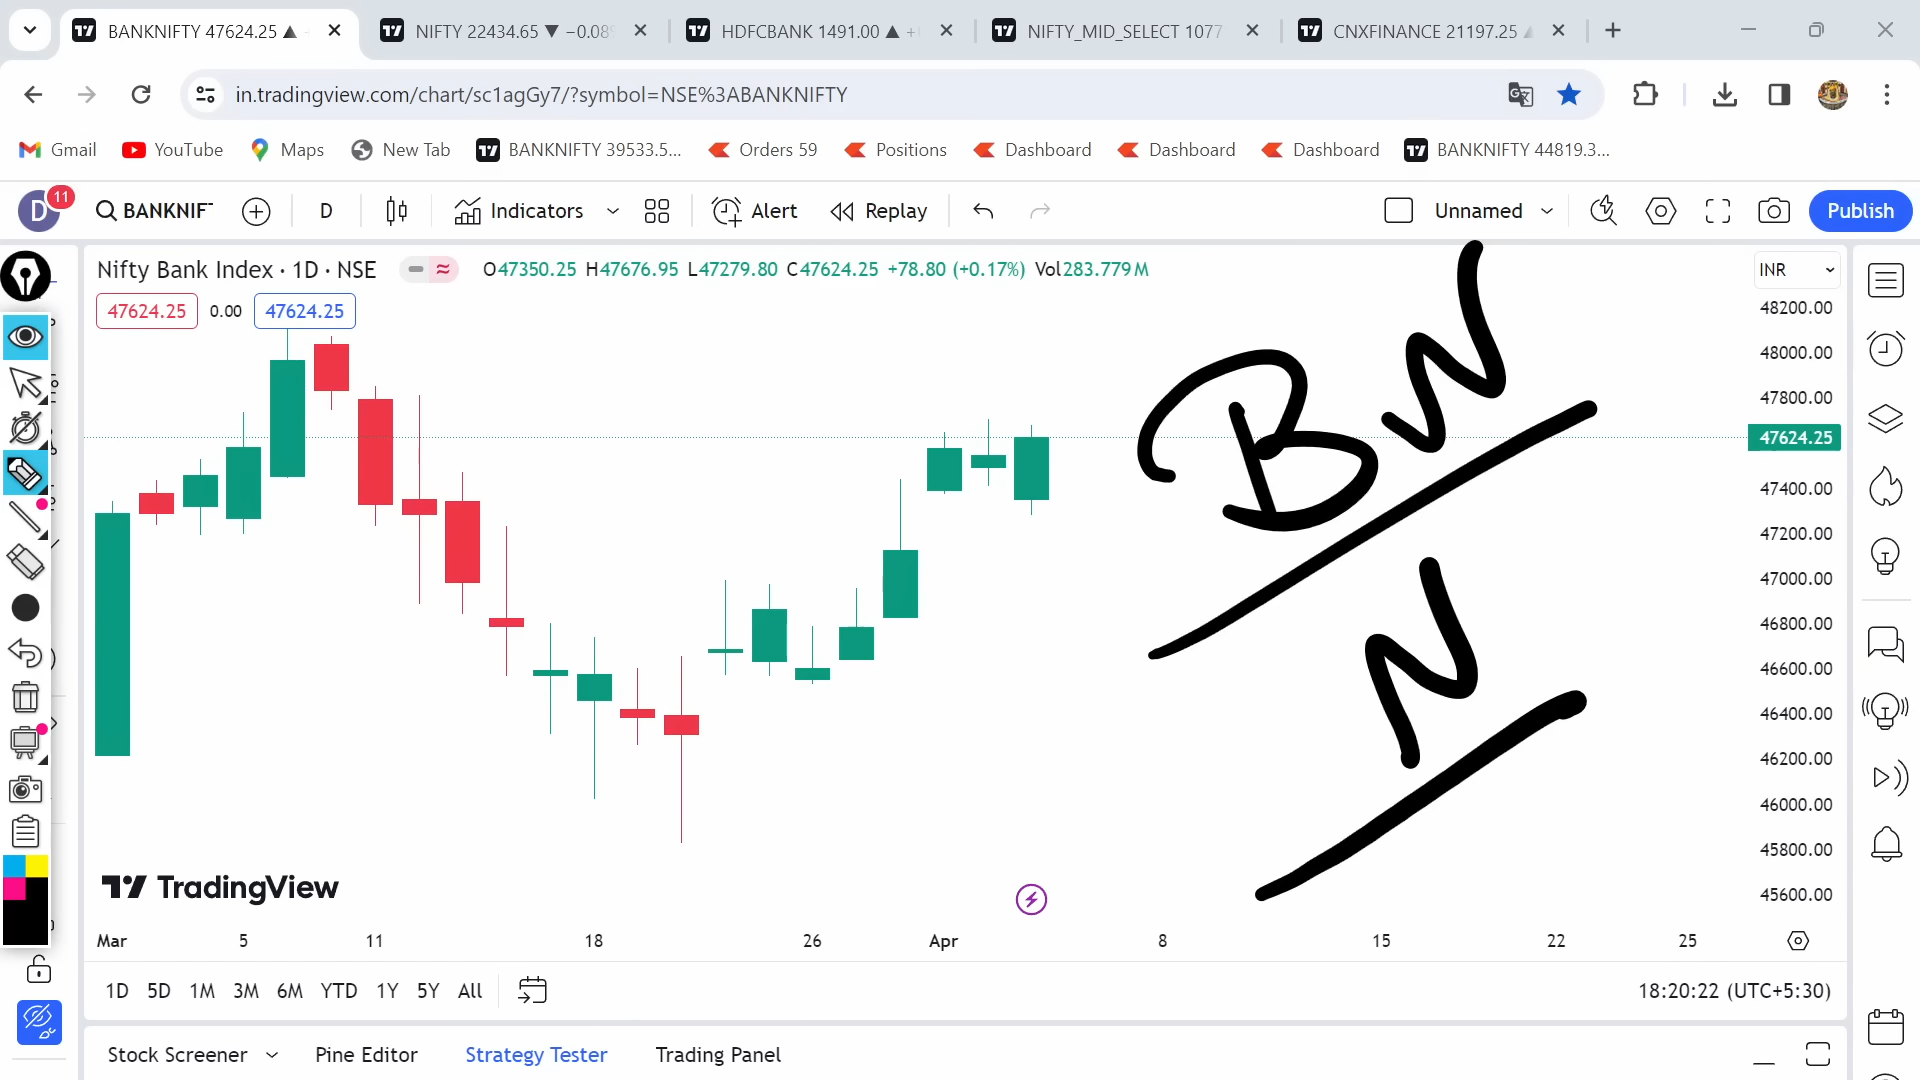 BANKNIFTY 47624.25 ▲
NIFTY 22434.65 ▼ −0.08
HDFCBANK 1491.00 ▲ +
NIFTY_MID_SELECT 1077
CNXFINANCE 21197.25
in.tradingview.com/chart/sc1agGy7/?symbol=NSE%3ABANKNIFTY
Gmail YouTube Maps New Tab BANKNIFTY 39533.5... Orders 59 Positions Dashboard Dashboard Dashboard BANKNIFTY 44819.3...
D 11 BANKNIF D Indicators Alert Replay Unnamed Publish
Nifty Bank Index · 1D · NSE O47350.25 H47676.95 L47279.80 C47624.25 +78.80 (+0.17%) Vol283.779M INR
47624.25 0.00 47624.25
48200.00
48000.00
47800.00
47624.25
47400.00
47200.00
47000.00
46800.00
46600.00
46400.00
46200.00
46000.00
45800.00
45600.00
BN
N
TradingView
Mar 5 11 18 26 Apr 8 15 22 25
1D 5D 1M 3M 6M YTD 1Y 5Y All 18:20:22 (UTC+5:30)
Stock Screener Pine Editor Strategy Tester Trading Panel